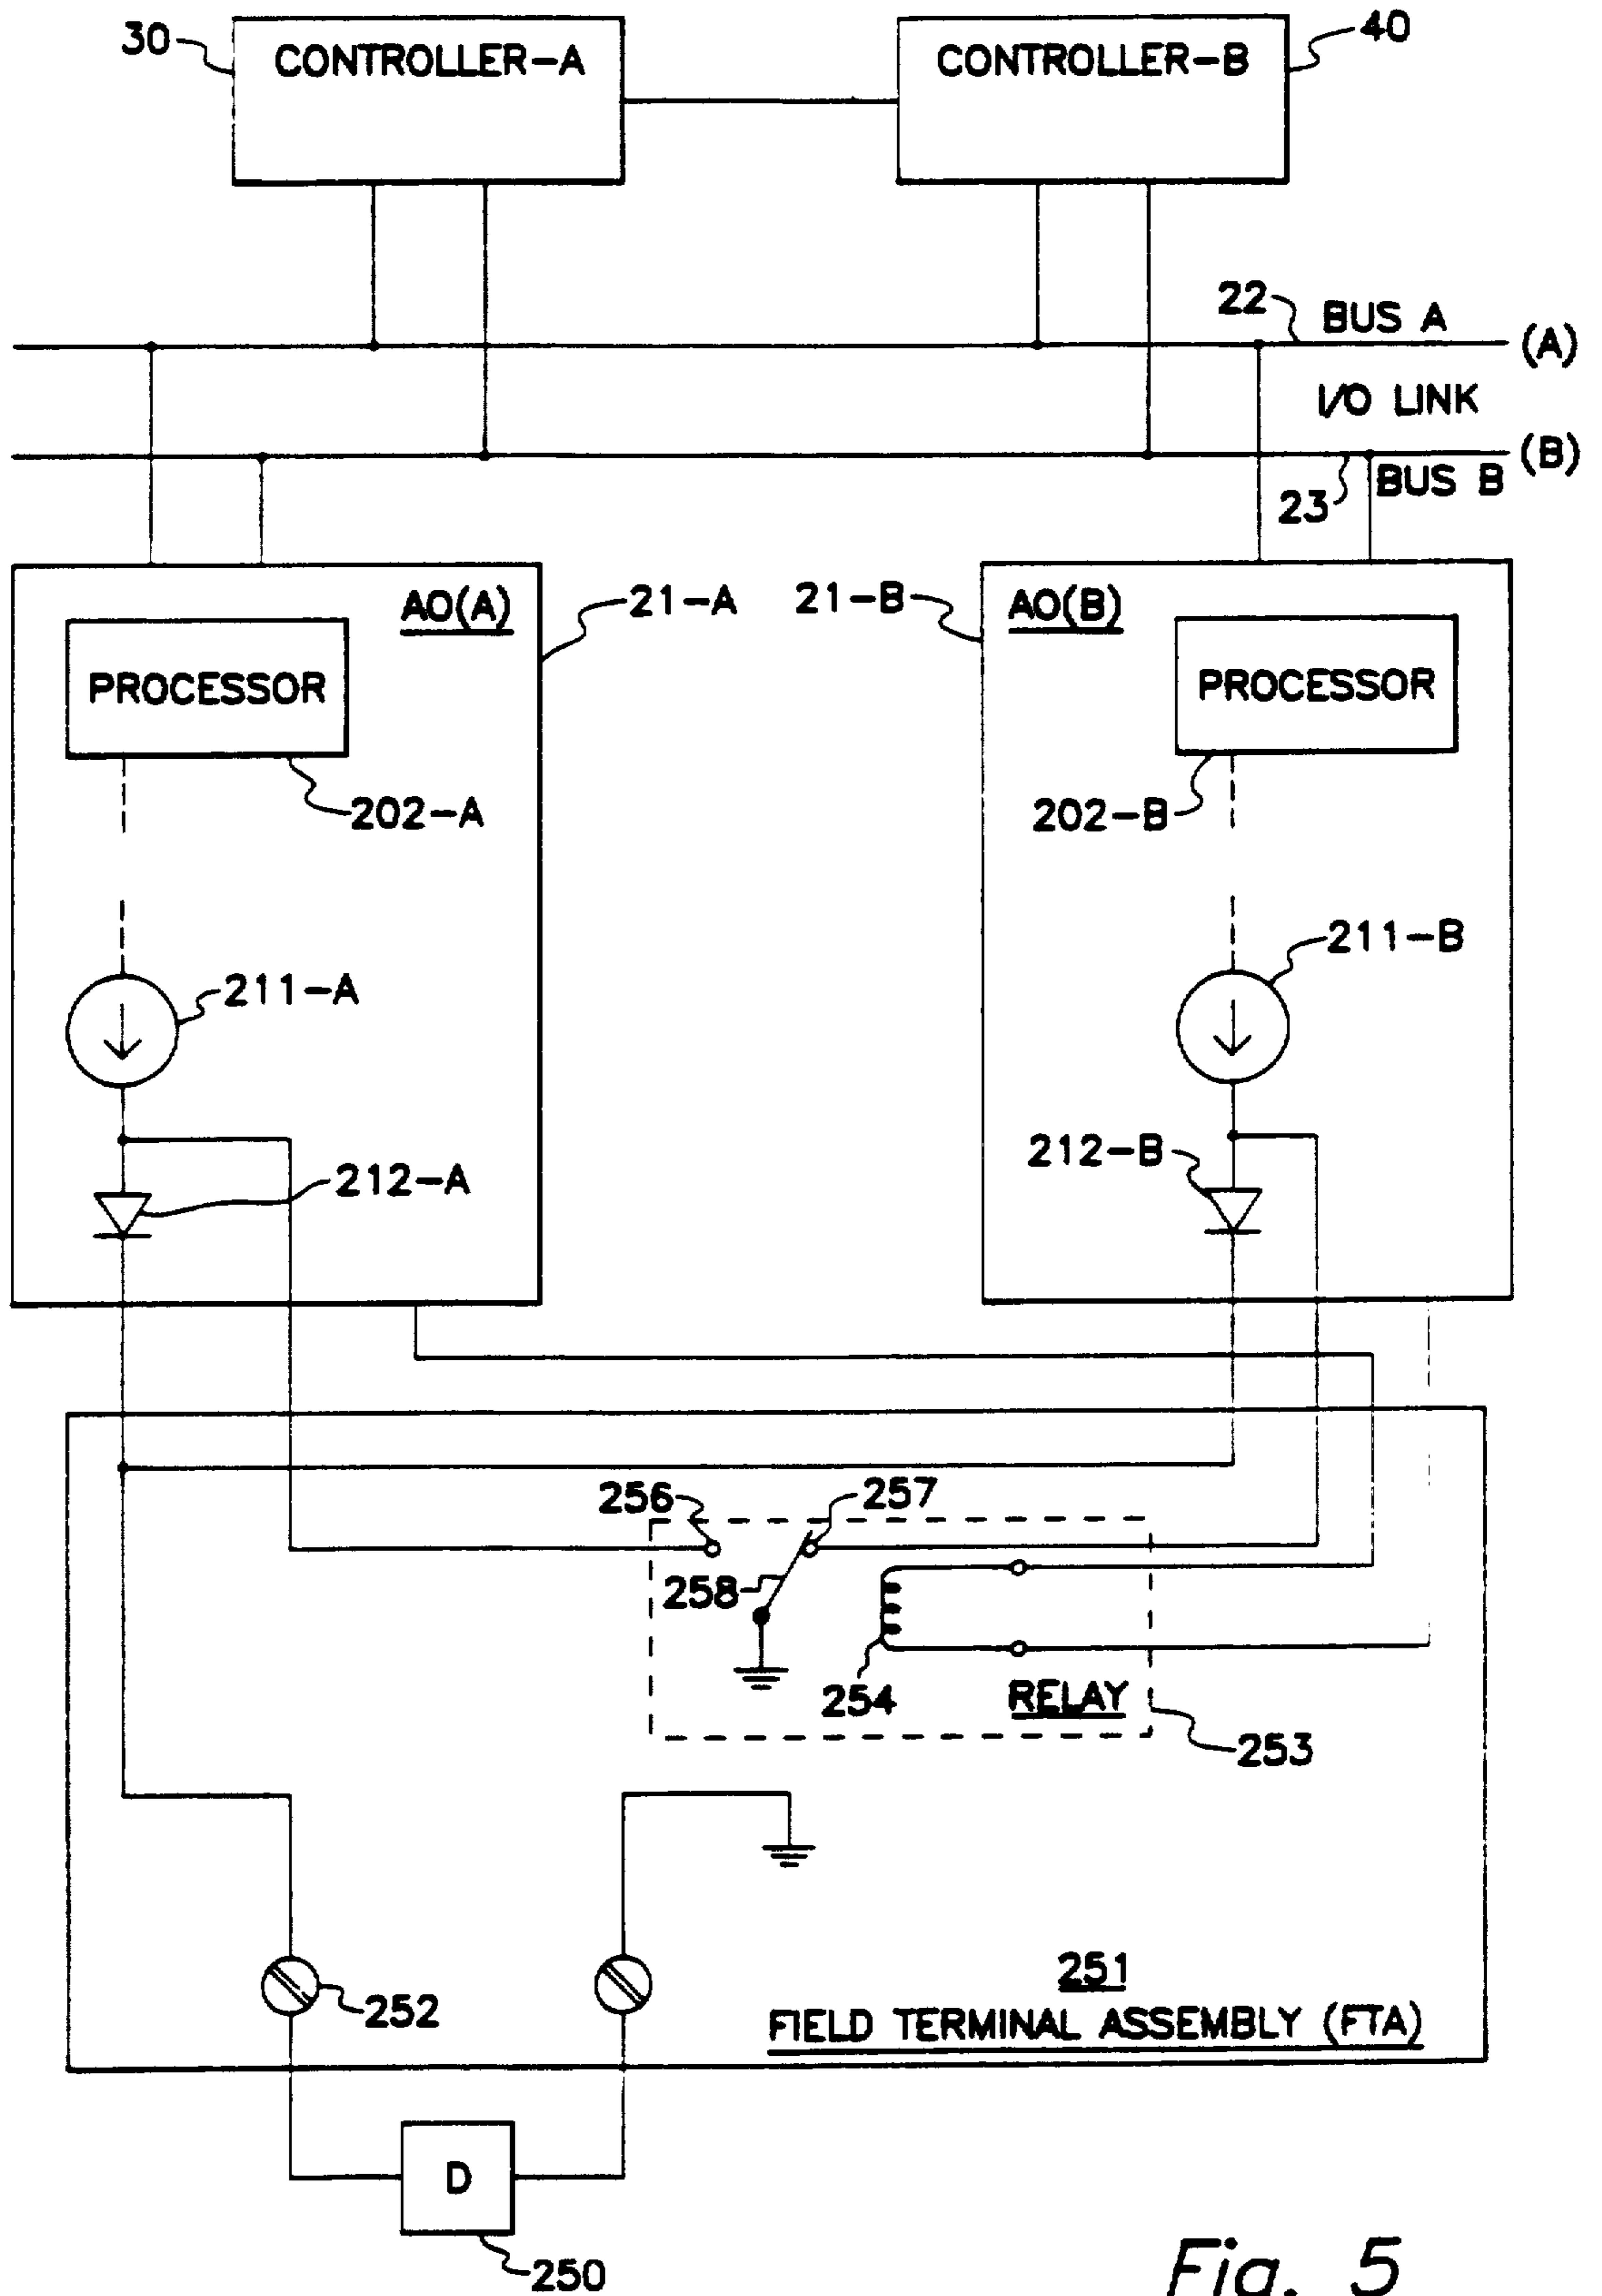 30
CONTROLLER-A
CONTROLLER-B
40
22
BUS A
(A)
I/O LINK
(B)
23
BUS B
AO(A)
21-A
21-B
AO(B)
PROCESSOR
PROCESSOR
202-A
202-B
211-A
211-B
212-A
212-B
256
257
258
254
RELAY
253
252
251
FIELD TERMINAL ASSEMBLY (FTA)
D
250
Fig. 5